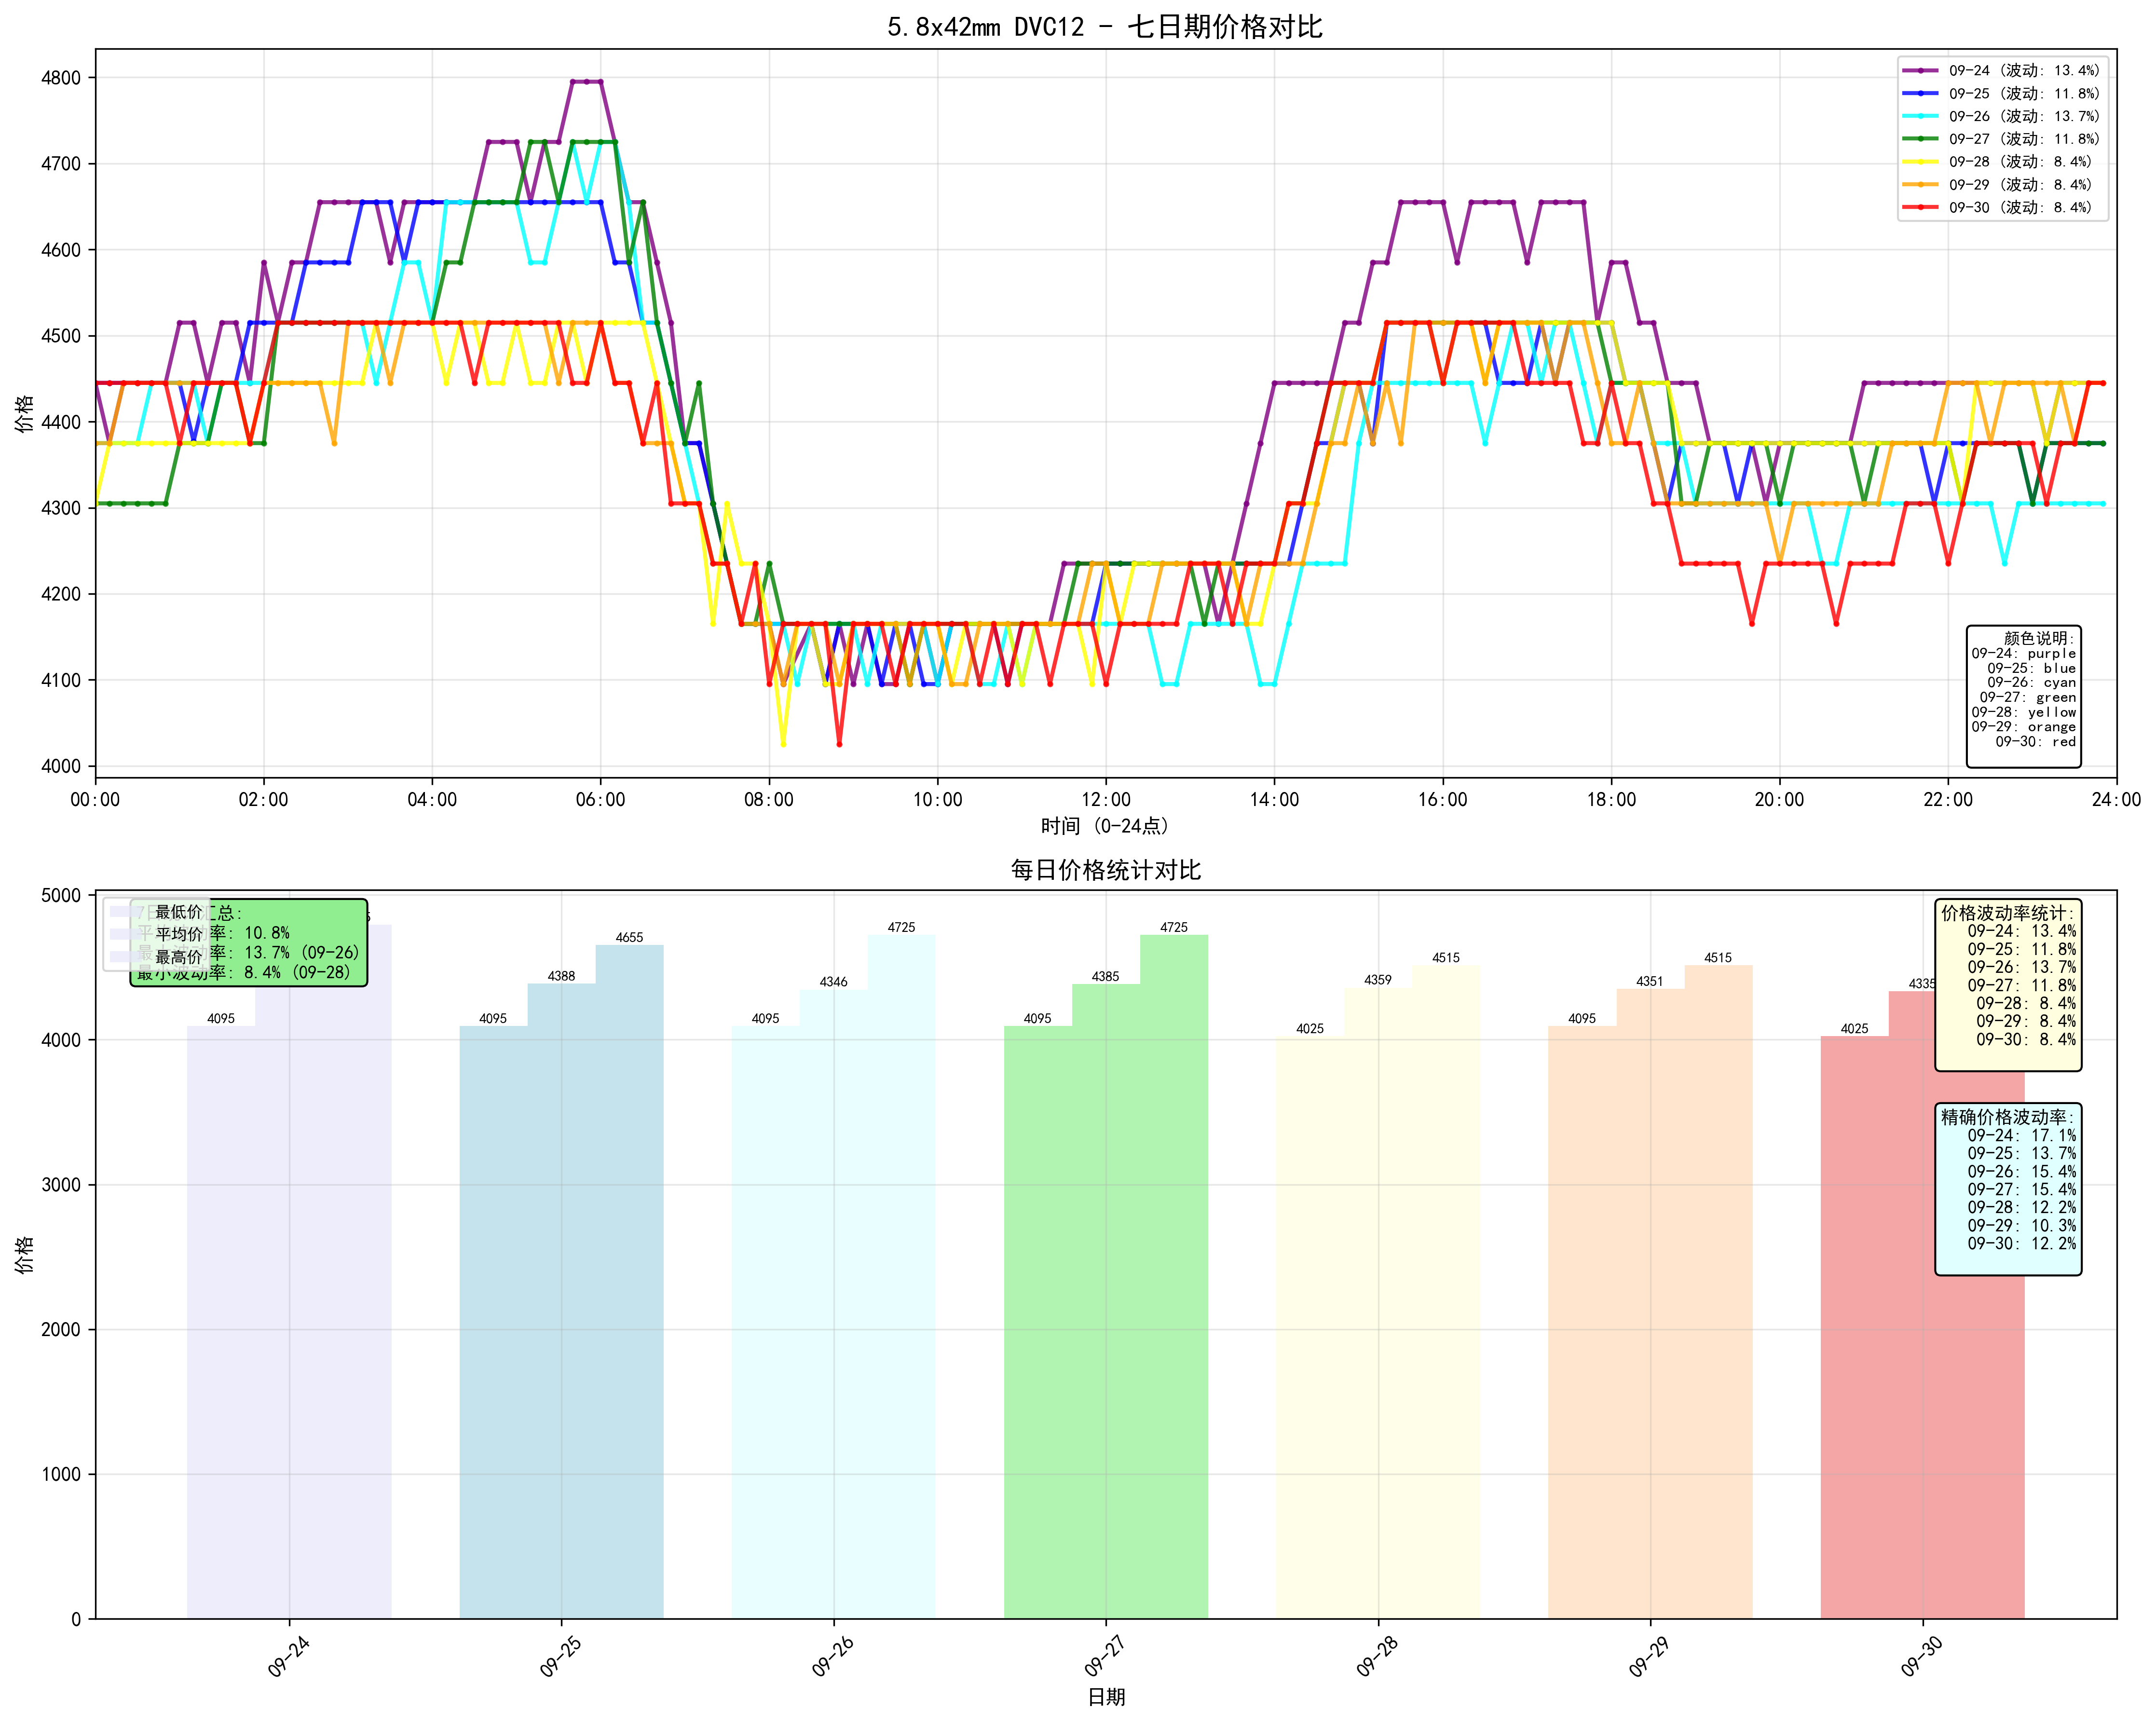 5.8x42mm DVC12 - 七日期价格对比
价格
4800
4700
4600
4500
4400
4300
4200
4100
4000
09-24 (波动: 13.4%)
09-25 (波动: 11.8%)
09-26 (波动: 13.7%)
09-27 (波动: 11.8%)
09-28 (波动: 8.4%)
09-29 (波动: 8.4%)
09-30 (波动: 8.4%)
颜色说明:
09-24: purple
09-25: blue
09-26: cyan
09-27: green
09-28: yellow
09-29: orange
09-30: red
00:00 02:00 04:00 06:00 08:00 10:00 12:00 14:00 16:00 18:00 20:00 22:00 24:00
时间 (0-24点)
每日价格统计对比
价格
5000
4000
3000
2000
1000
0
最低价
平均价
最高价
汇总:
率: 10.8%
率: 13.7% (09-26)
最小波动率: 8.4% (09-28)
4095
4095 4388 4655
4095 4346 4725
4095 4385 4725
4025 4359 4515
4095 4351 4515
4025 4335
价格波动率统计:
09-24: 13.4%
09-25: 11.8%
09-26: 13.7%
09-27: 11.8%
09-28: 8.4%
09-29: 8.4%
09-30: 8.4%
精确价格波动率:
09-24: 17.1%
09-25: 13.7%
09-26: 15.4%
09-27: 15.4%
09-28: 12.2%
09-29: 10.3%
09-30: 12.2%
09-24 09-25 09-26 09-27 09-28 09-29 09-30
日期